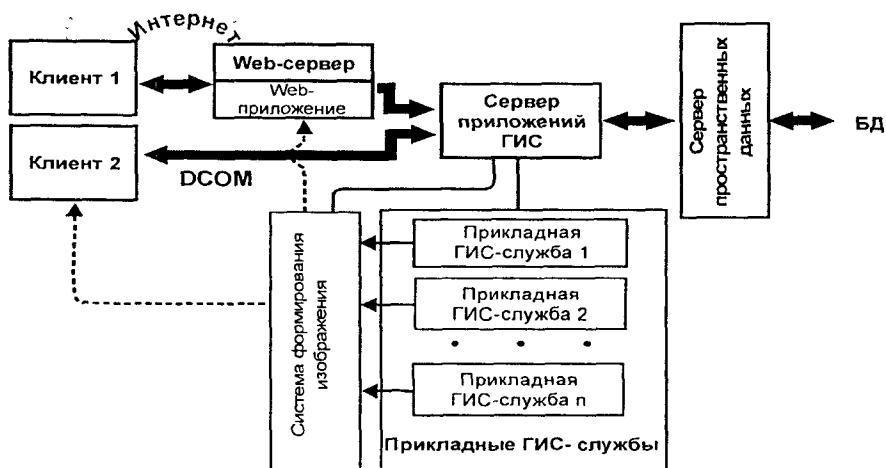 Интернет
Клиент 1
Web-сервер
Web-
приложение
Клиент 2
DCOM
Сервер
приложений
ГИС
Сервер
пространственных
данных
БД
Система формирования
изображения
Прикладная
ГИС-служба 1
Прикладная
ГИС-служба 2
• • •
Прикладная
ГИС-служба n
Прикладные ГИС- службы